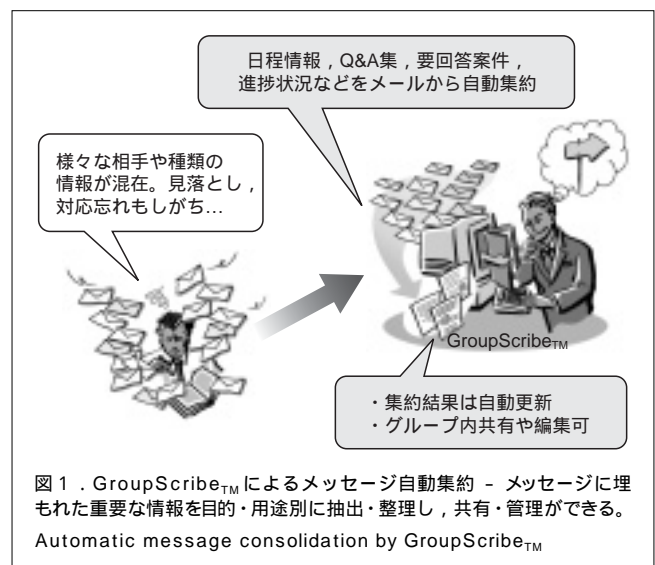 日程情報，Q&A集，要回答案件，
進捗状況などをメールから自動集約
様々な相手や種類の
情報が混在。見落とし，
対応忘れもしがち...
GroupScribeTM
・集約結果は自動更新
・グループ内共有や編集可
図１．GroupScribeTMによるメッセージ自動集約 － メッセージに埋
もれた重要な情報を目的・用途別に抽出・整理し，共有・管理ができる。
Automatic message consolidation by GroupScribeTM